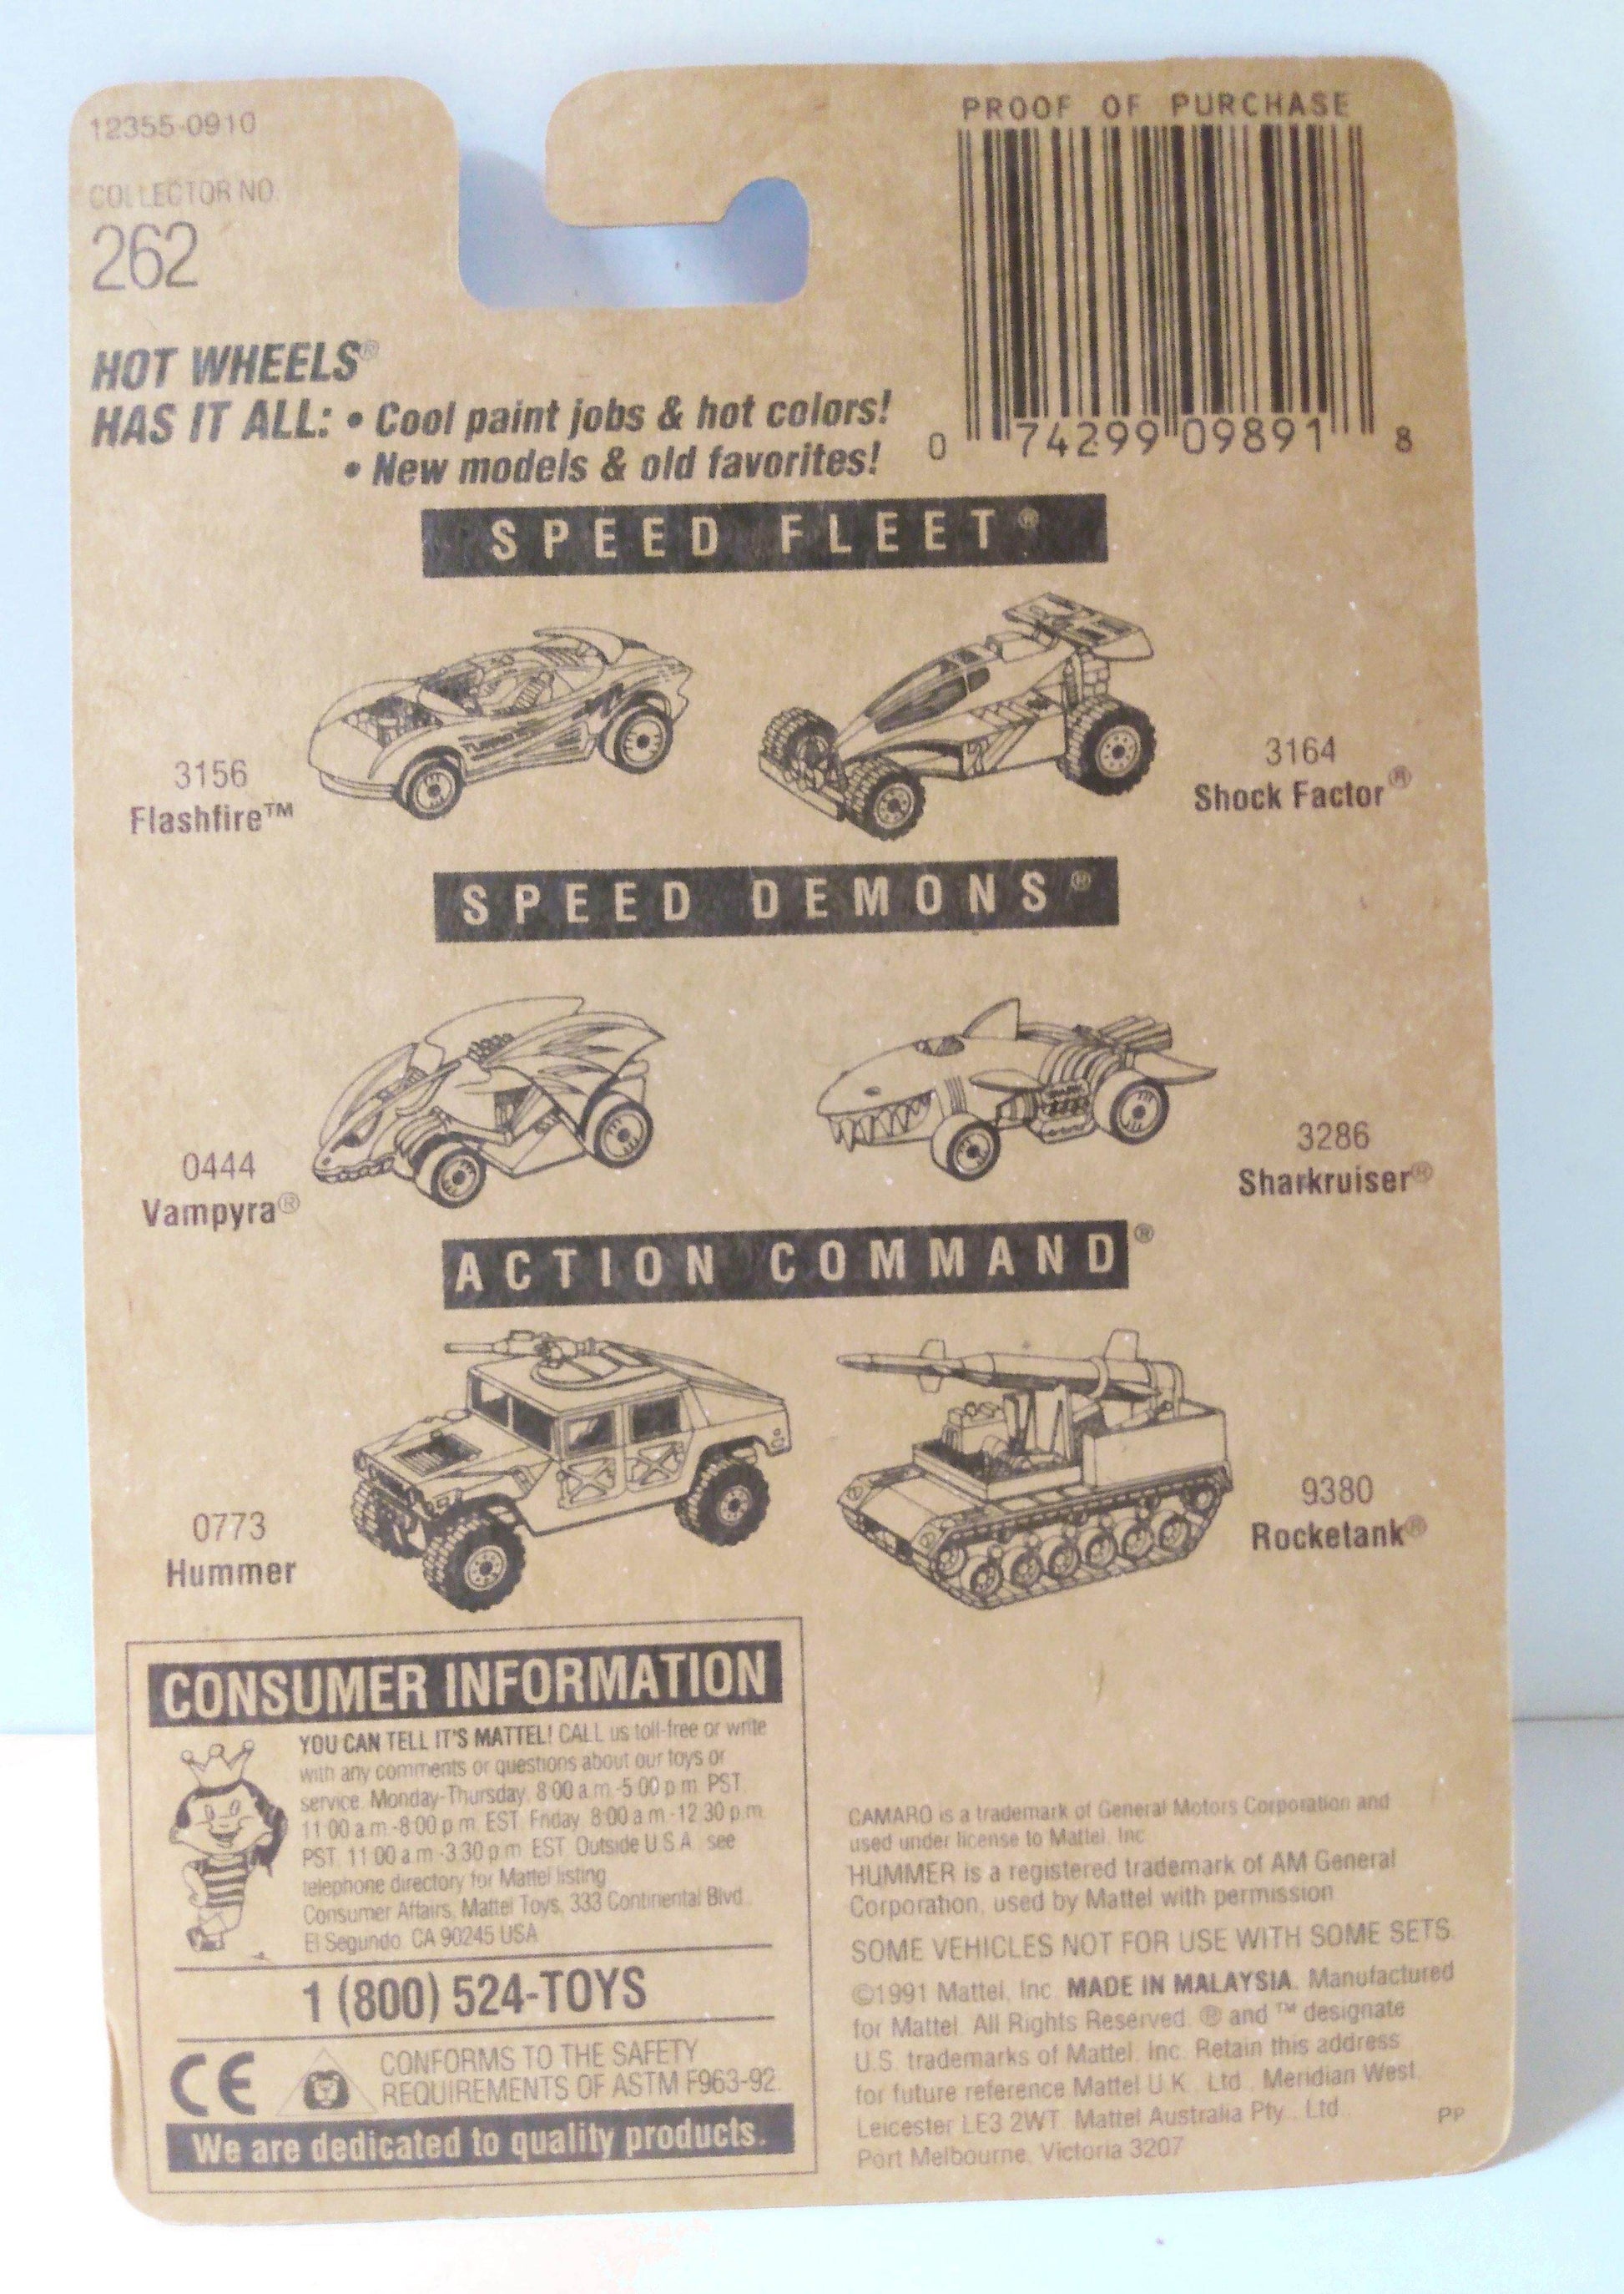 12355-0910
COLLECTOR NO.
262
PROOF OF PURCHASE
0 74299 09891 8
HOT WHEELS®
HAS IT ALL: • Cool paint jobs & hot colors!
• New models & old favorites!
SPEED FLEET®
3156
Flashfire™
3164
Shock Factor®
SPEED DEMONS®
0444
Vampyra®
3286
Sharkruiser®
ACTION COMMAND®
0773
Hummer
9380
Rocketank®
CONSUMER INFORMATION
YOU CAN TELL IT'S MATTEL! CALL us toll-free or write
with any comments or questions about our toys or
service. Monday-Thursday, 8:00 a.m.-5:00 p.m. PST,
11:00 a.m.-8:00 p.m. EST. Friday, 8:00 a.m.-12:30 p.m.
PST, 11:00 a.m.-3:30 p.m. EST. Outside U.S.A., see
telephone directory for Mattel listing.
Consumer Affairs, Mattel Toys, 333 Continental Blvd.,
El Segundo, CA 90245 USA
1 (800) 524-TOYS
CE
CONFORMS TO THE SAFETY
REQUIREMENTS OF ASTM F963-92.
We are dedicated to quality products.
CAMARO is a trademark of General Motors Corporation and
used under license to Mattel, Inc.
HUMMER is a registered trademark of AM General
Corporation, used by Mattel with permission.
SOME VEHICLES NOT FOR USE WITH SOME SETS.
©1991 Mattel, Inc. MADE IN MALAYSIA. Manufactured
for Mattel. All Rights Reserved. ® and ™ designate
U.S. trademarks of Mattel, Inc. Retain this address
for future reference Mattel U.K., Ltd., Meridian West,
Leicester LE3 2WT. Mattel Australia Pty., Ltd.,
Port Melbourne, Victoria 3207
PP